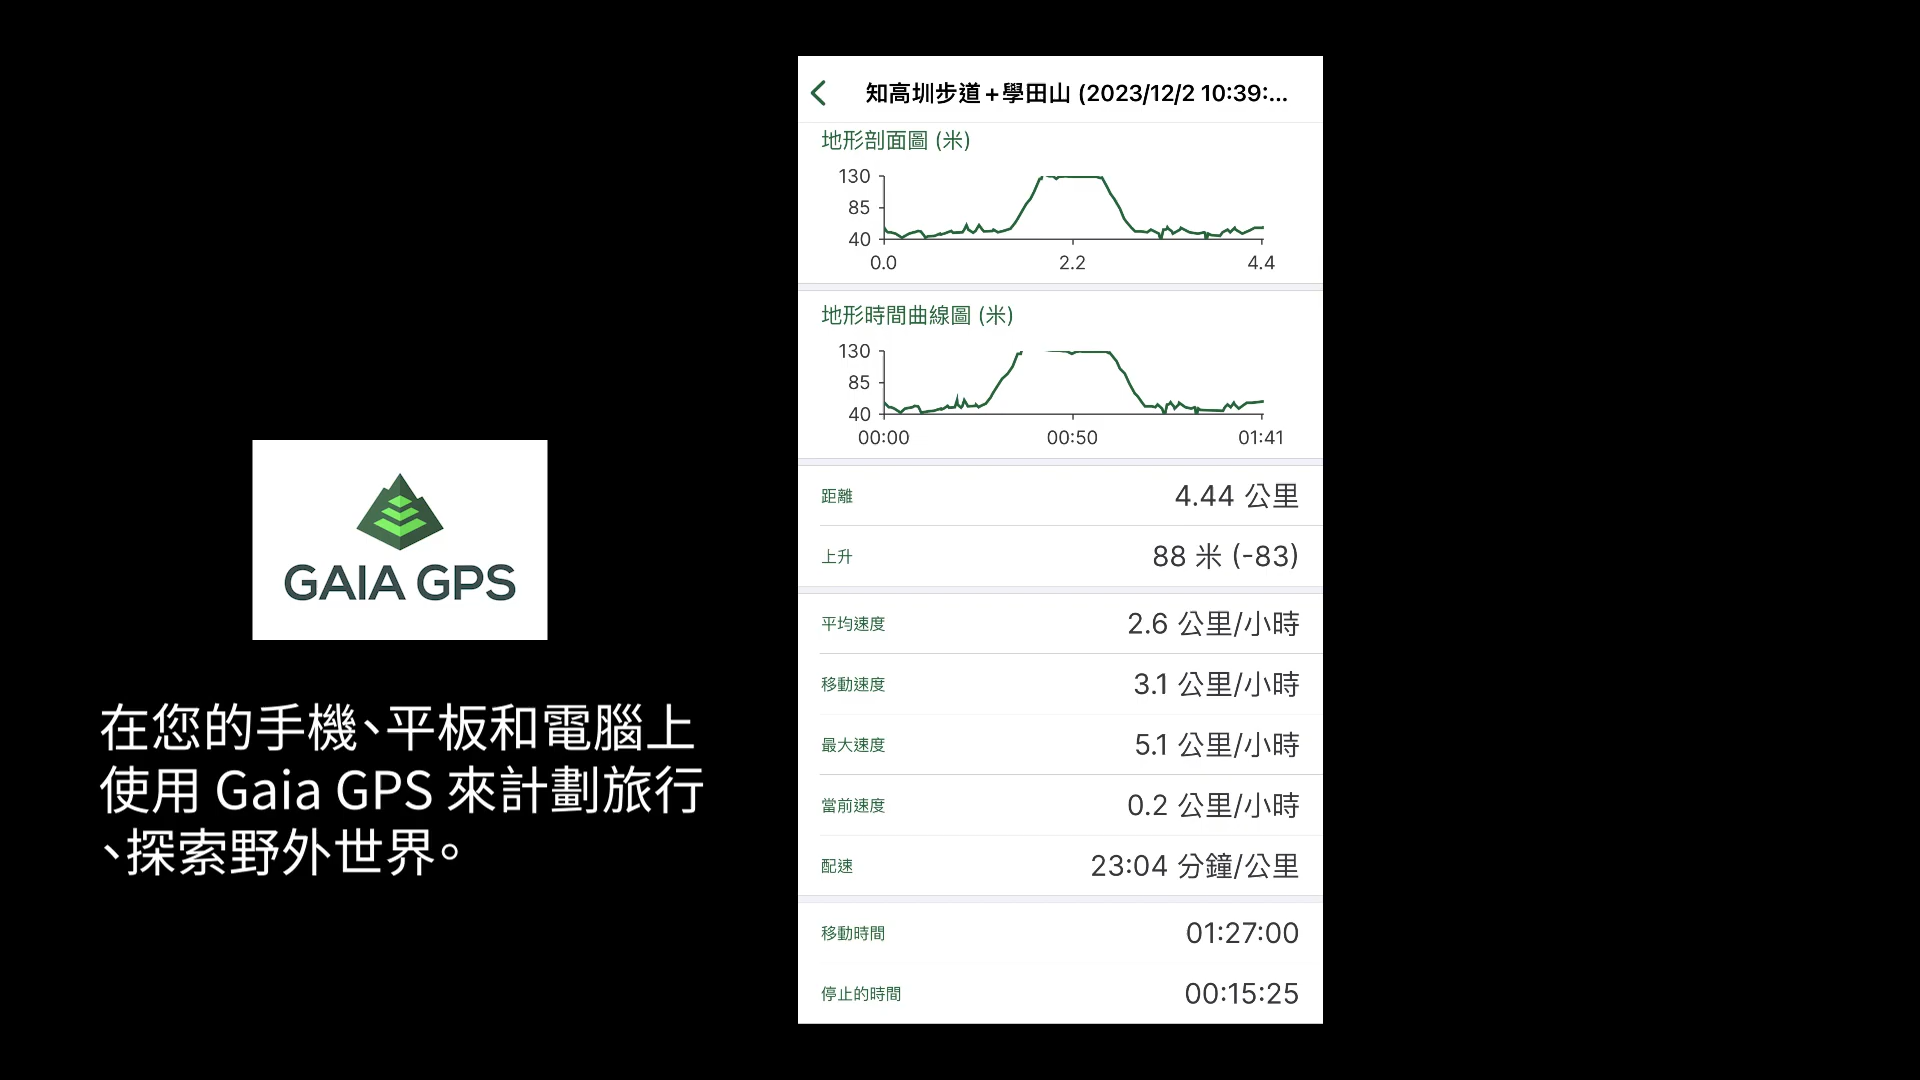 GAIA GPS
在您的手機、平板和電腦上
使用 Gaia GPS 來計劃旅行
、探索野外世界。
知高圳步道+學田山 (2023/12/2 10:39:...
地形剖面圖 (米)
130
85
40
0.0 2.2 4.4
地形時間曲線圖 (米)
130
85
40
00:00 00:50 01:41
距離 4.44 公里
上升 88 米 (-83)
平均速度 2.6 公里/小時
移動速度 3.1 公里/小時
最大速度 5.1 公里/小時
當前速度 0.2 公里/小時
配速 23:04 分鐘/公里
移動時間 01:27:00
停止的時間 00:15:25